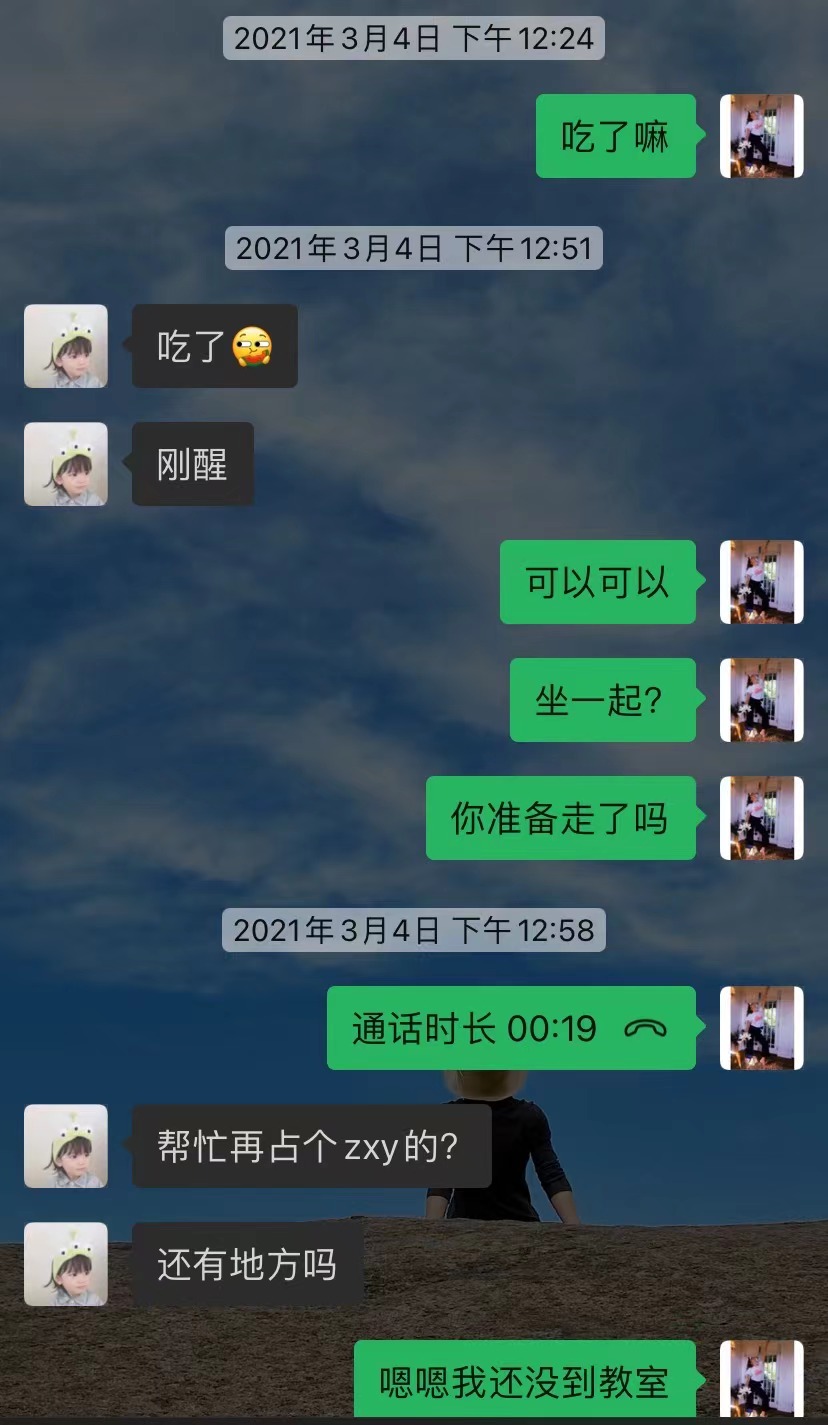 2021年3月4日 下午12:24
吃了嘛
2021年3月4日 下午12:51
吃了
刚醒
可以可以
坐一起?
你准备走了吗
2021年3月4日 下午12:58
通话时长 00:19
帮忙再占个zxy的?
还有地方吗
嗯嗯我还没到教室